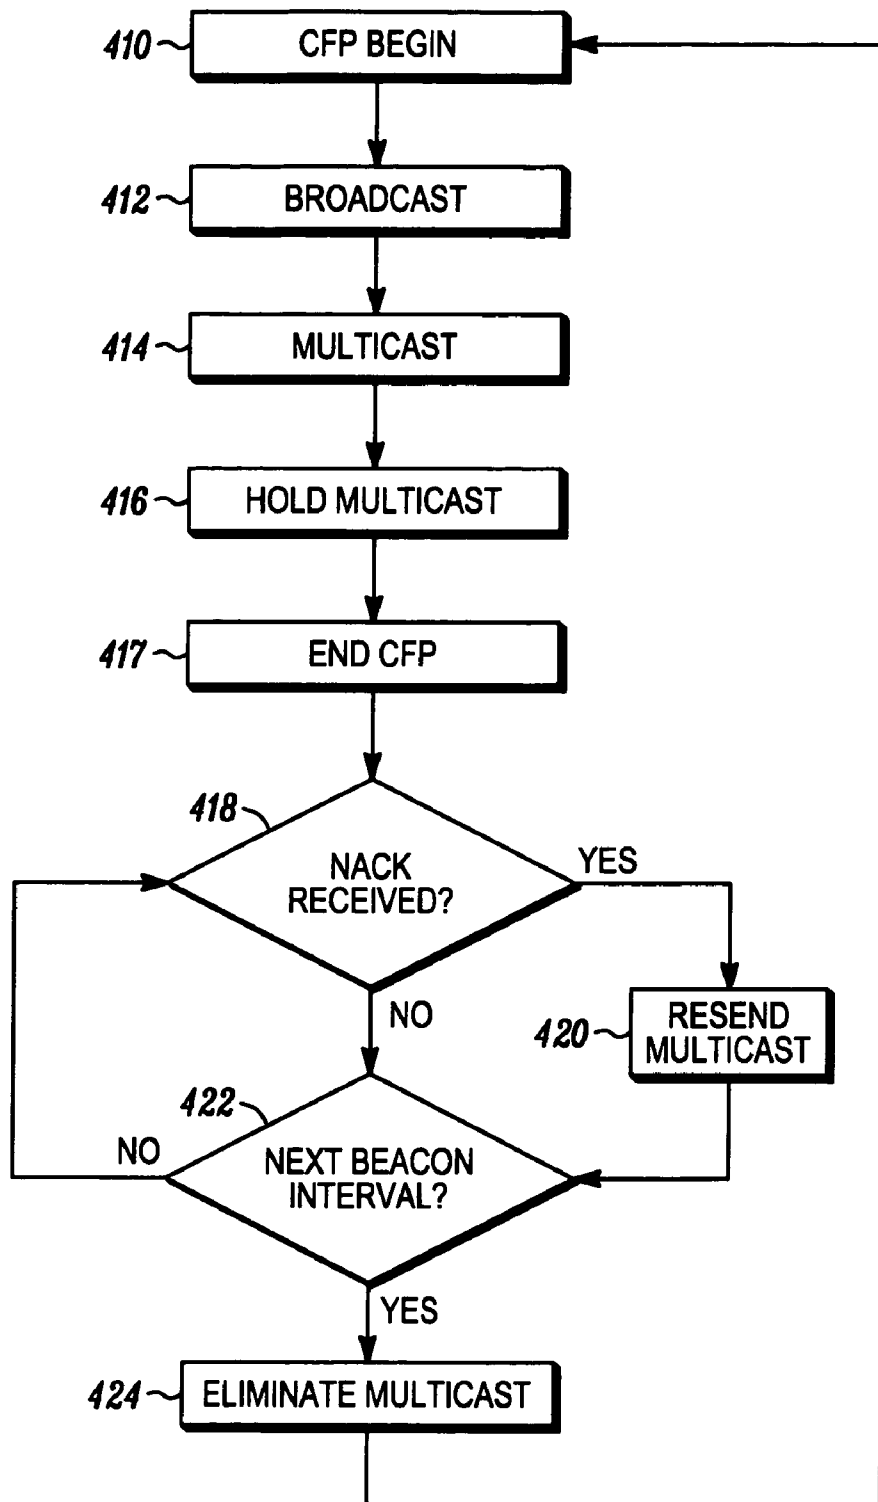 410
CFP BEGIN
412
BROADCAST
414
MULTICAST
416
HOLD MULTICAST
417
END CFP
418
NACK
RECEIVED?
YES
NO
420
RESEND
MULTICAST
422
NO
NEXT BEACON
INTERVAL?
YES
424
ELIMINATE MULTICAST